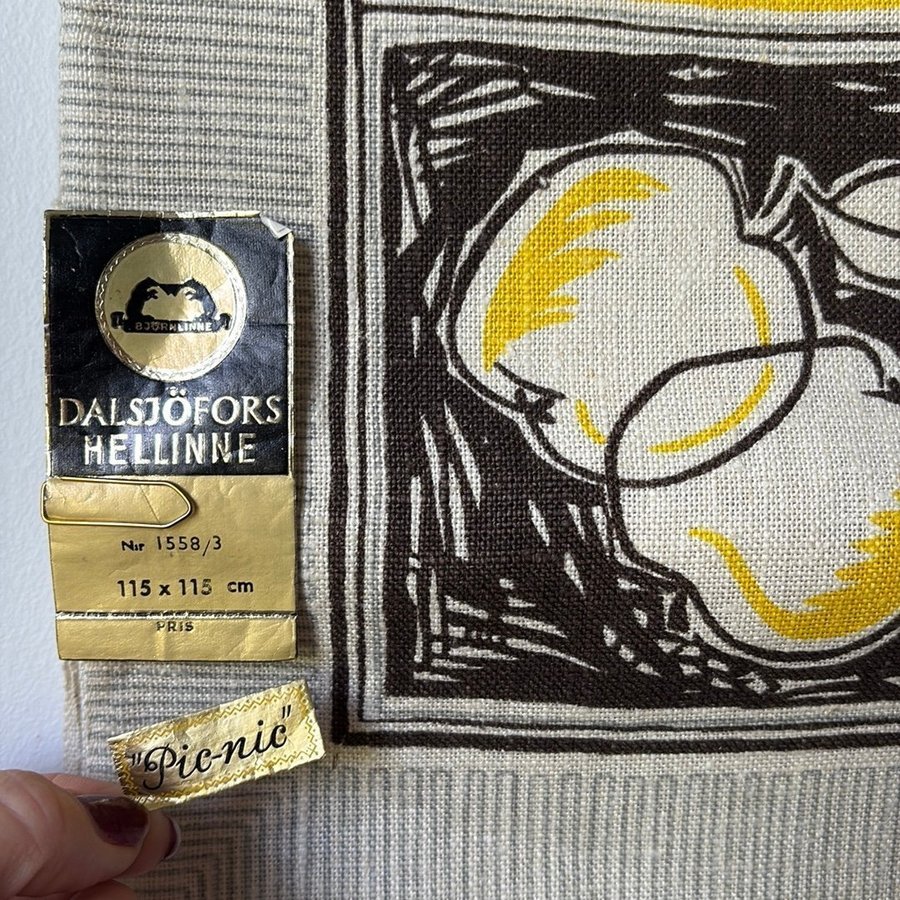 BJÖRNLINNE
DALSJÖFORS
HELLINNE
Nr 1558/3
115 x 115 cm
PRIS
"Pic-nic"